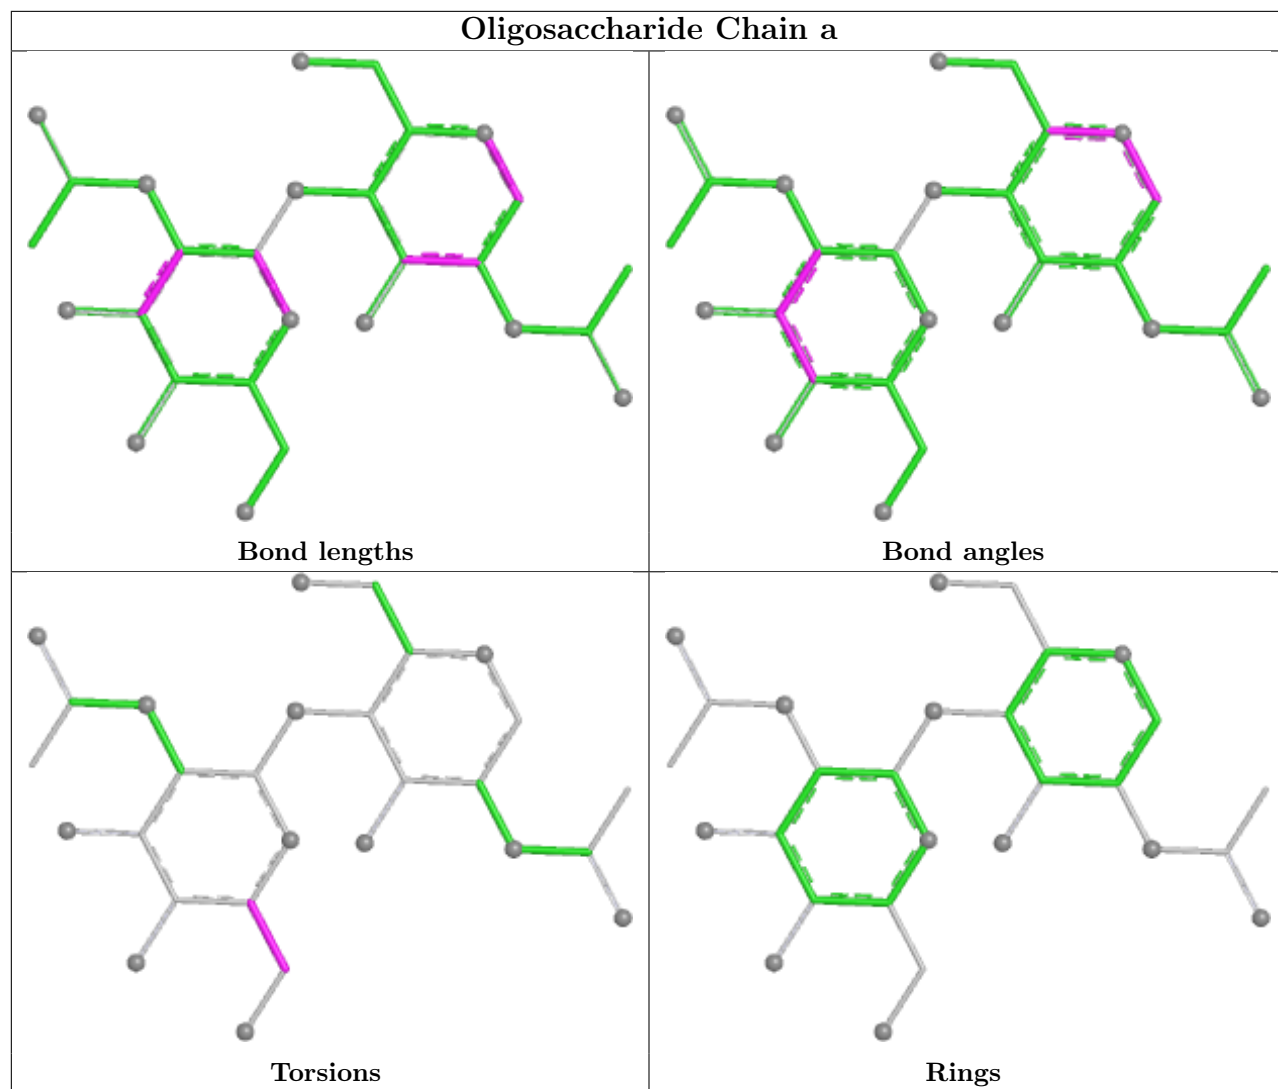 Oligosaccharide Chain a
Bond lengths
Bond angles
Torsions
Rings